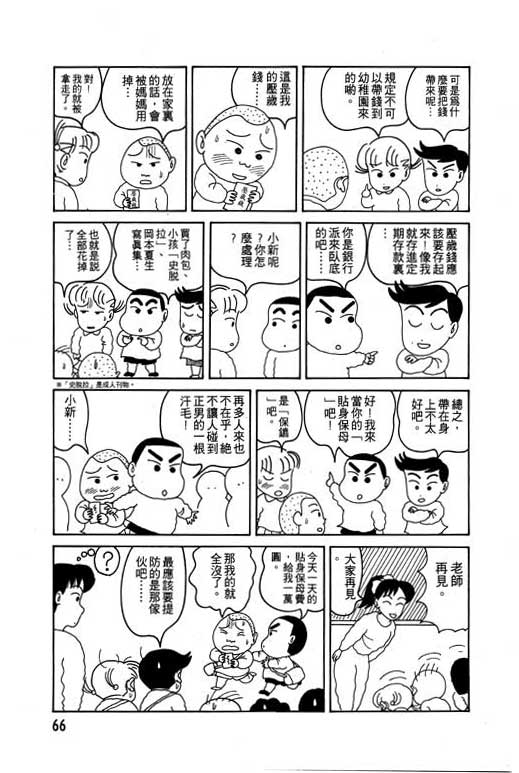 可是為什
麼要把錢
帶來呢…
規定不可
以帶錢到
幼稚園來
的喲。
這是我
的壓歲
錢……
壓歲錢
放在家裏
的話，會
被媽媽用
掉…
對！
我的就被
拿走了。
壓歲錢應
該要存起
來！像我
就存進定
期存款裏
你是銀行
派來臥底
的吧…
小新呢
？你怎
麼處理
？
買了肉包、
小孩「史脫
拉」、
岡本夏生
寫真集…
也就是説
全部花掉
了…
※「史脫拉」是成人刊物。
總之，
帶在身
上不太
好吧。
好！我來
當你的「
貼身保母
」吧！
是「保鏢
」吧。
再多人來也
不在乎，絕
不讓人碰到
正男的一根
汗毛！
小新……
老師
再見。
大家再見
。
今天一天的
貼身保母費
，給我一萬
圓。
那我的就
全沒了。
最應該要提
防的是那傢
伙吧…！
？
66